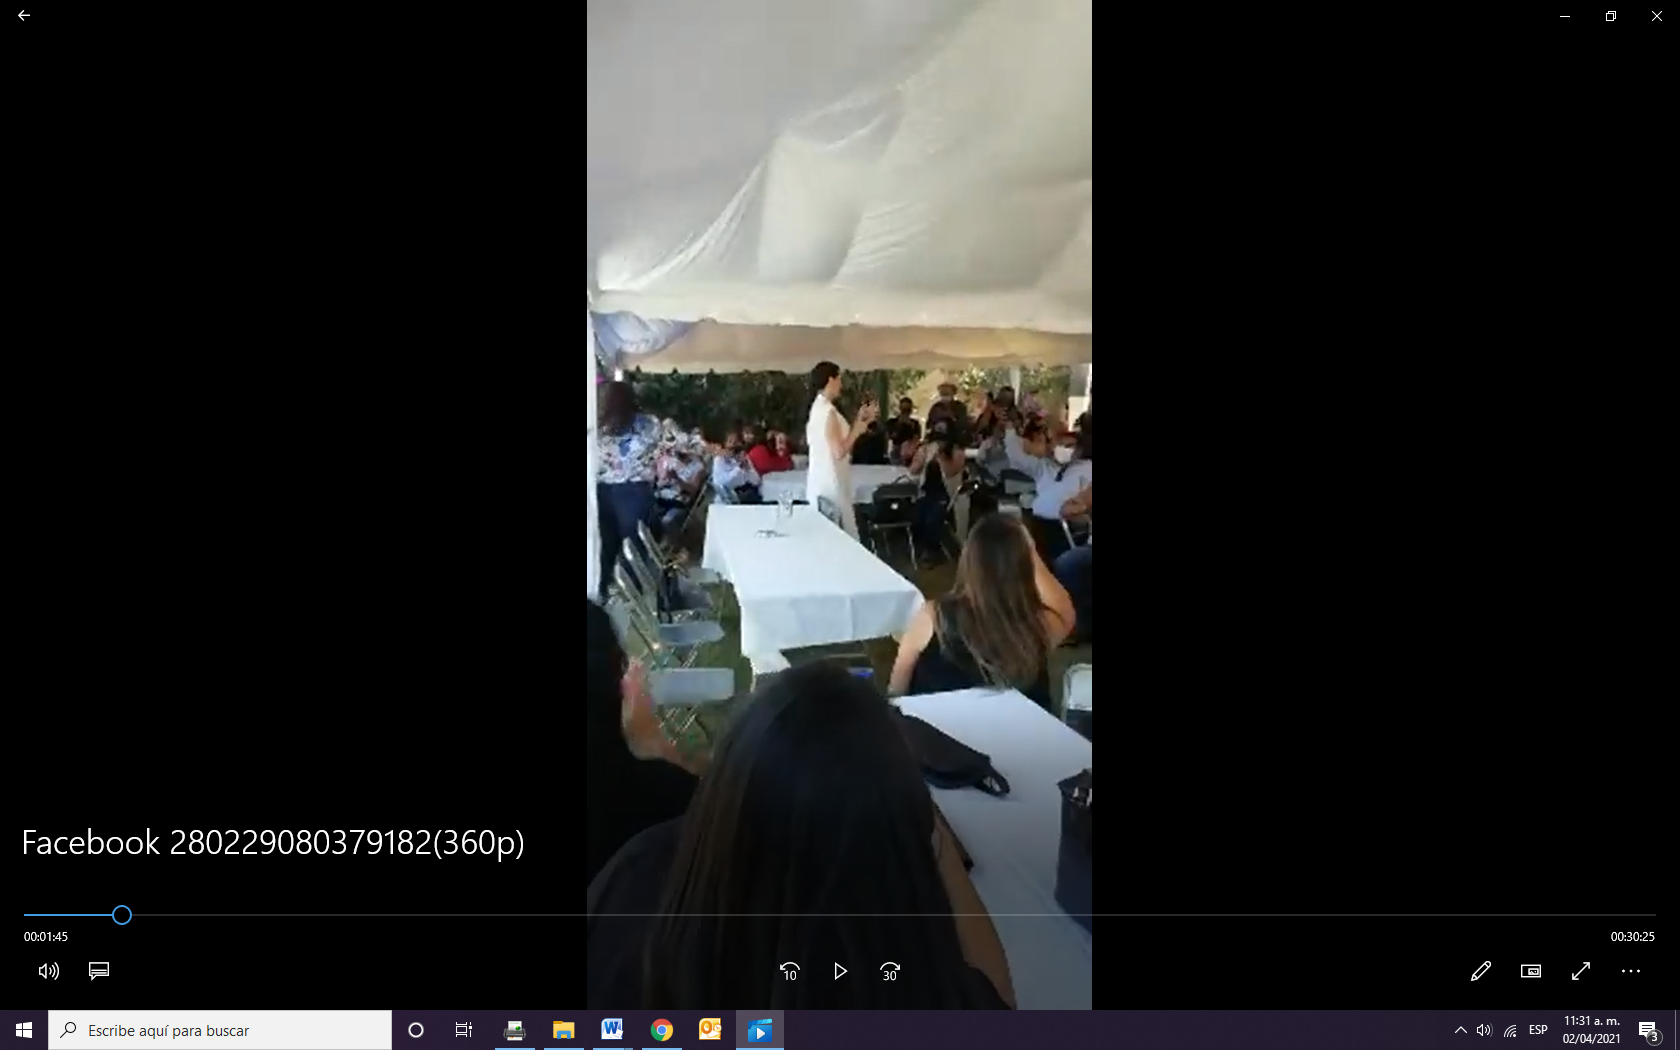 Facebook 280229080379182(360p)
00:01:45
00:30:25
10
30
Escribe aquí para buscar
ESP
11:31 a. m.
02/04/2021
3